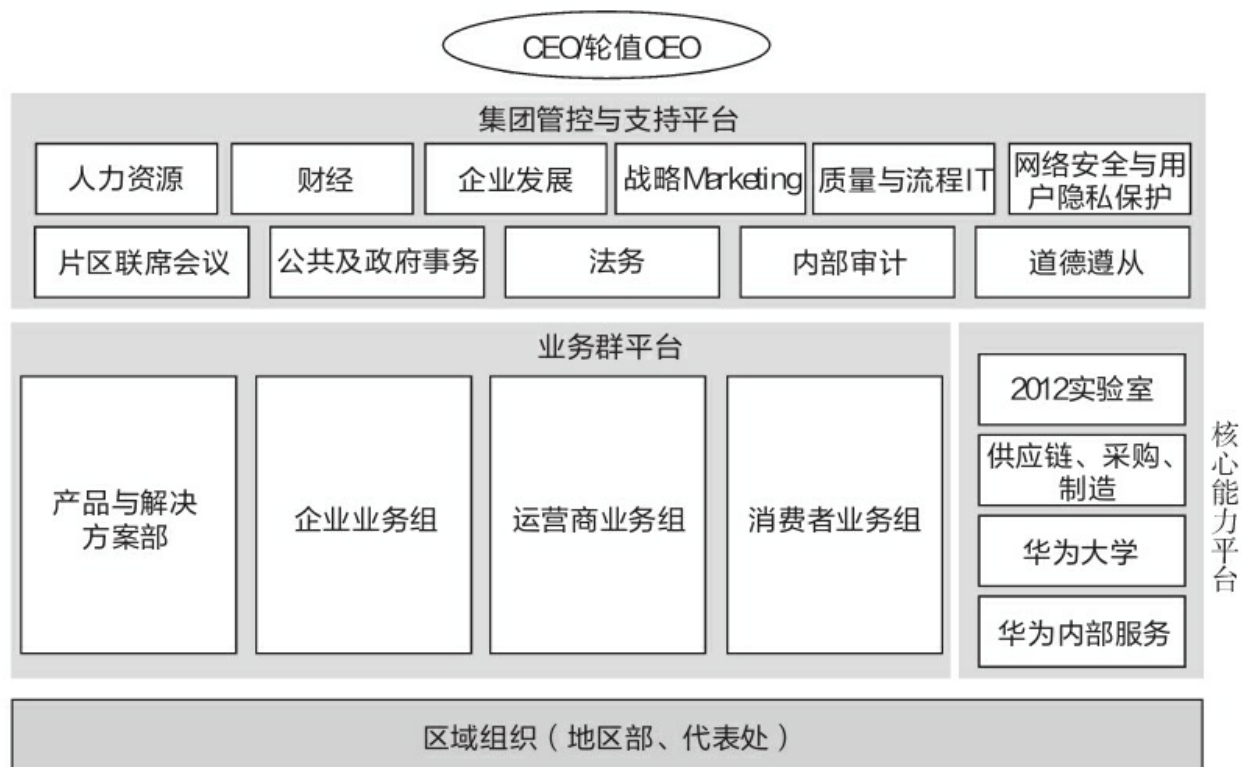 CEO/轮值CEO
集团管控与支持平台
人力资源
财经
企业发展
战略Marketing
质量与流程IT
网络安全与用
户隐私保护
片区联席会议
公共及政府事务
法务
内部审计
道德遵从
业务群平台
产品与解决
方案部
企业业务组
运营商业务组
消费者业务组
2012实验室
供应链、采购、
制造
华为大学
华为内部服务
核心能力平台
区域组织（地区部、代表处）